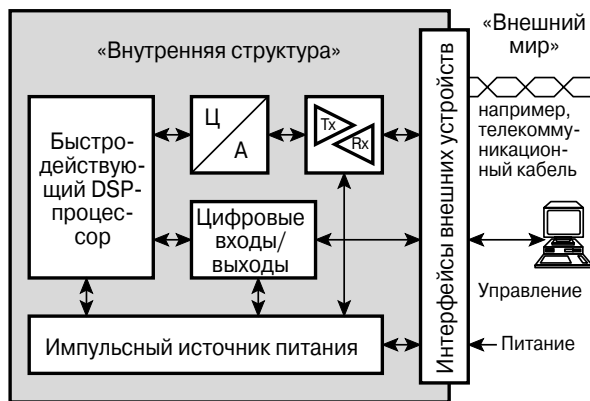 «Внутренняя структура»
«Внешний
мир»
Быстро-
действую-
щий DSP-
процес-
сор
Ц
А
Tx
Rx
Цифровые
входы/
выходы
Импульсный источник питания
Интерфейсы внешних устройств
например,
телекомму-
никацион-
ный кабель
Управление
Питание